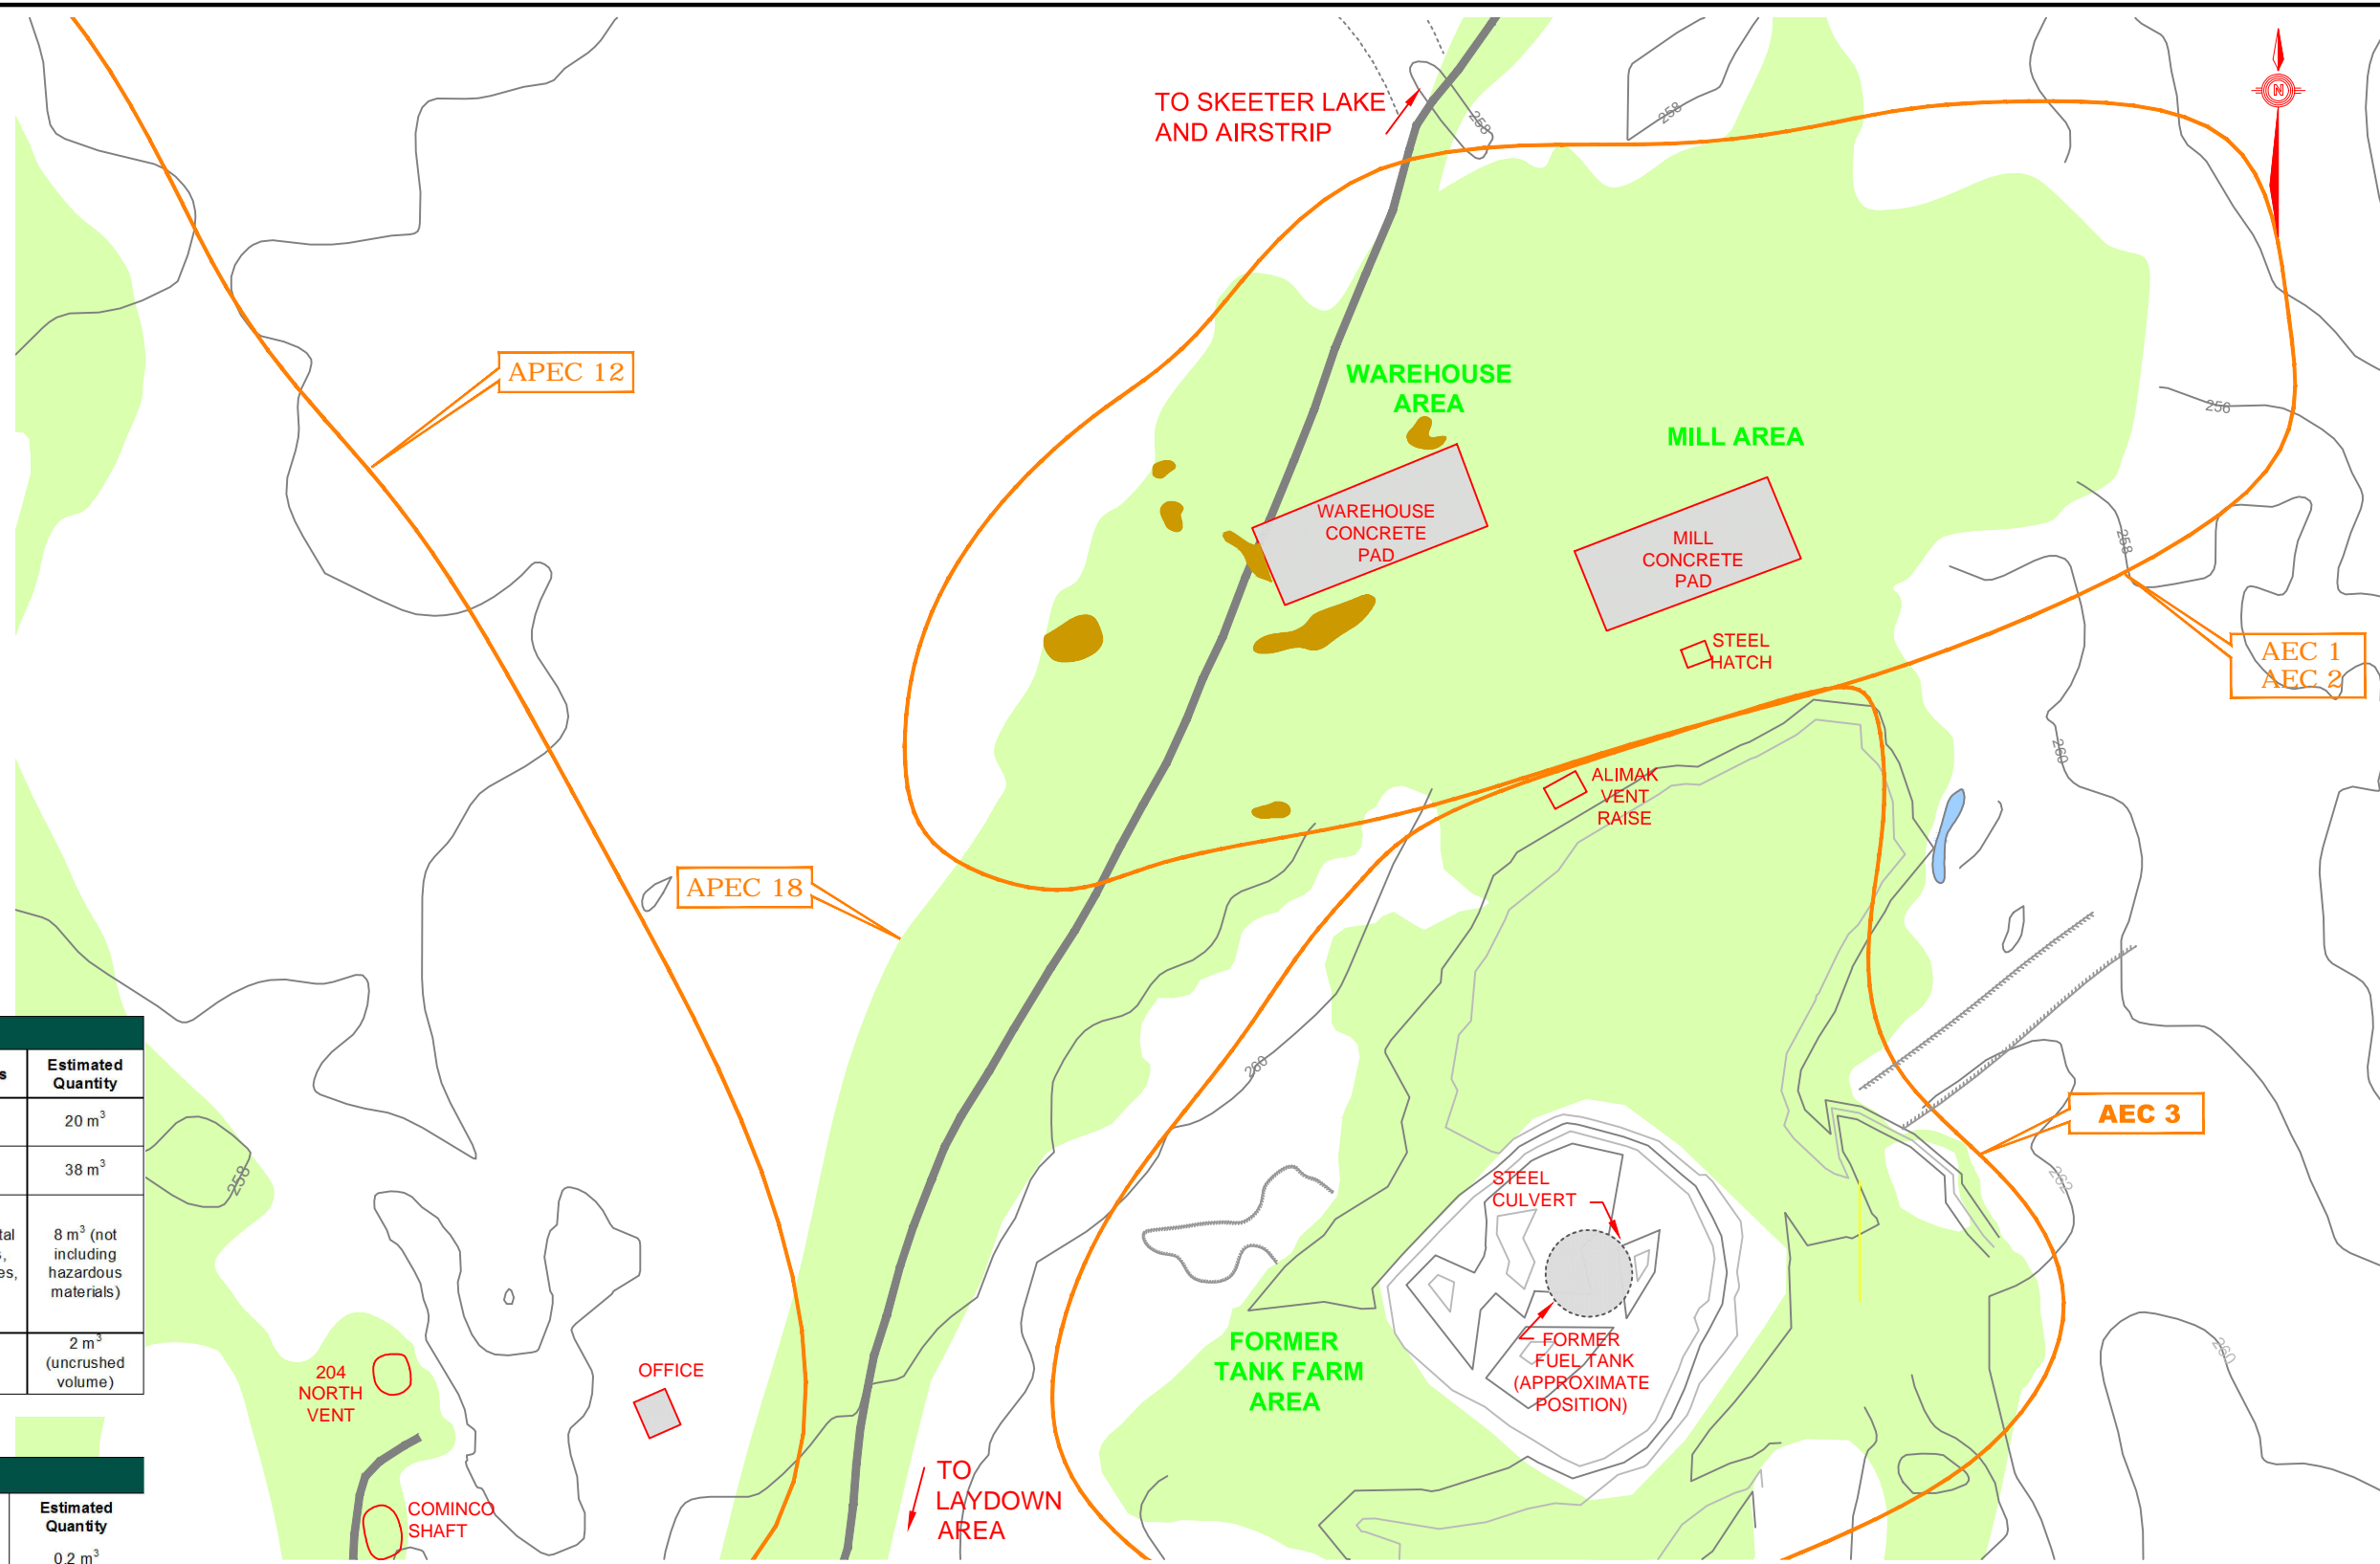 TO SKEETER LAKE
AND AIRSTRIP
N
258
258
APEC 12
WAREHOUSE
AREA
MILL AREA
256
WAREHOUSE
CONCRETE
PAD
MILL
CONCRETE
PAD
258
STEEL
HATCH
AEC 1
AEC 2
260
ALIMAK
VENT
RAISE
APEC 18
260
AEC 3
s
Estimated
Quantity
20 m³
38 m³
tal
s,
es,
8 m³ (not
including
hazardous
materials)
2 m³
(uncrushed
volume)
258
262
STEEL
CULVERT
FORMER
TANK FARM
AREA
FORMER
FUEL TANK
(APPROXIMATE
POSITION)
260
204
NORTH
VENT
OFFICE
TO
LAYDOWN
AREA
COMINCO
SHAFT
Estimated
Quantity
0.2 m³